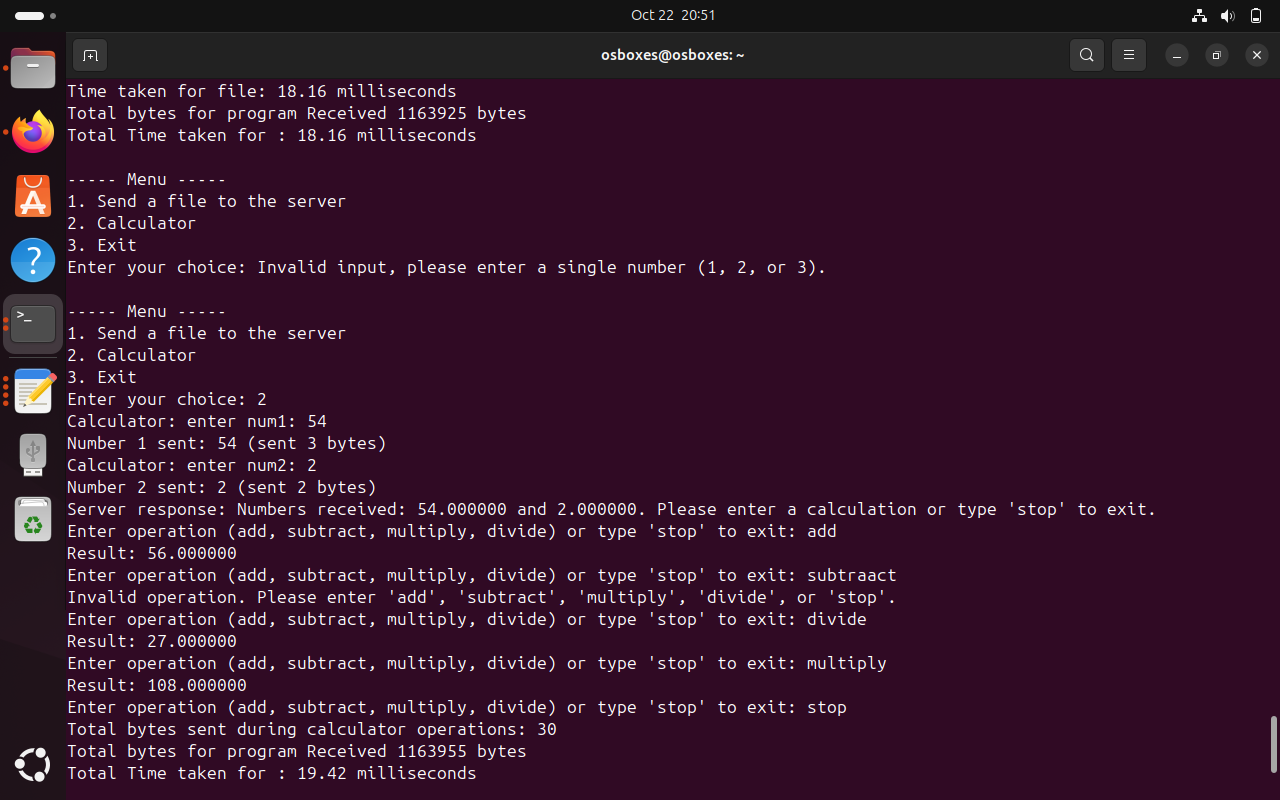 Oct 22 20:51
osboxes@osboxes: ~
Time taken for file: 18.16 milliseconds
Total bytes for program Received 1163925 bytes
Total Time taken for : 18.16 milliseconds
----- Menu -----
1. Send a file to the server
2. Calculator
3. Exit
Enter your choice: Invalid input, please enter a single number (1, 2, or 3).
----- Menu -----
1. Send a file to the server
2. Calculator
3. Exit
Enter your choice: 2
Calculator: enter num1: 54
Number 1 sent: 54 (sent 3 bytes)
Calculator: enter num2: 2
Number 2 sent: 2 (sent 2 bytes)
Server response: Numbers received: 54.000000 and 2.000000. Please enter a calculation or type 'stop' to exit.
Enter operation (add, subtract, multiply, divide) or type 'stop' to exit: add
Result: 56.000000
Enter operation (add, subtract, multiply, divide) or type 'stop' to exit: subtraact
Invalid operation. Please enter 'add', 'subtract', 'multiply', 'divide', or 'stop'.
Enter operation (add, subtract, multiply, divide) or type 'stop' to exit: divide
Result: 27.000000
Enter operation (add, subtract, multiply, divide) or type 'stop' to exit: multiply
Result: 108.000000
Enter operation (add, subtract, multiply, divide) or type 'stop' to exit: stop
Total bytes sent during calculator operations: 30
Total bytes for program Received 1163955 bytes
Total Time taken for : 19.42 milliseconds